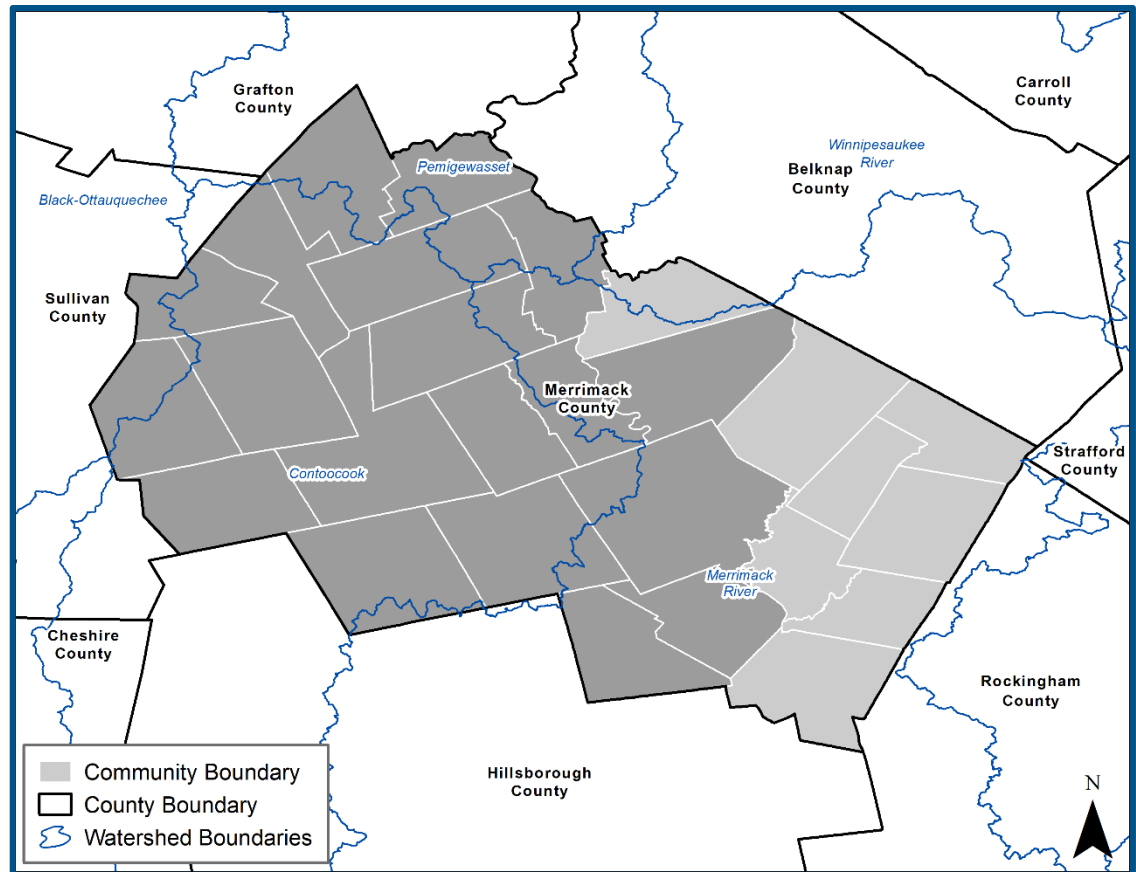 Grafton
County
Carroll
County
Pemigewasset
Winnipesaukee
River
Belknap
County
Black-Ottauquechee
Sullivan
County
Merrimack
County
Contoocook
Strafford
County
Merrimack
River
Cheshire
County
Rockingham
County
Hillsborough
County
Community Boundary
County Boundary
Watershed Boundaries
N